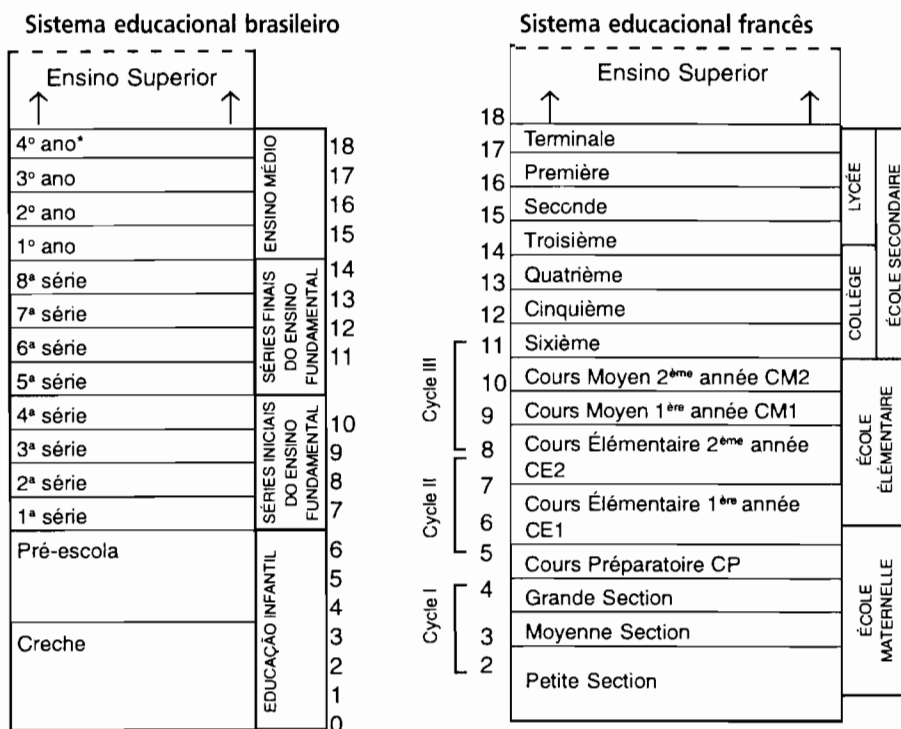 Sistema educacional brasileiro
Ensino Superior
4º ano*
3º ano
2º ano
1º ano
8ª série
7ª série
6ª série
5ª série
4ª série
3ª série
2ª série
1ª série
Pré-escola
Creche
ENSINO MÉDIO
SÉRIES FINAIS
DO ENSINO
FUNDAMENTAL
SÉRIES INICIAIS
DO ENSINO
FUNDAMENTAL
EDUCAÇÃO INFANTIL
18
17
16
15
14
13
12
11
10
9
8
7
6
5
4
3
2
1
0
Sistema educacional francês
Ensino Superior
18
17
16
15
14
13
12
11
10
9
8
7
6
5
4
3
2
Cycle III
Cycle II
Cycle I
Terminale
Première
Seconde
Troisième
Quatrième
Cinquième
Sixième
Cours Moyen 2ème année CM2
Cours Moyen 1ère année CM1
Cours Élémentaire 2ème année
CE2
Cours Élémentaire 1ère année
CE1
Cours Préparatoire CP
Grande Section
Moyenne Section
Petite Section
LYCÉE
COLLÈGE
ÉCOLE SECONDAIRE
ÉCOLE
ÉLÉMENTAIRE
ÉCOLE
MATERNELLE